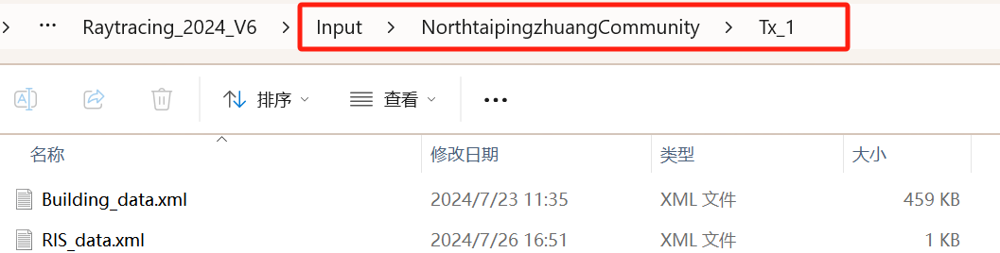 … Raytracing_2024_V6 > Input > NorthtaipingzhuangCommunity > Tx_1
排序 查看 …
名称 修改日期 类型 大小
Building_data.xml 2024/7/23 11:35 XML 文件 459 KB
RIS_data.xml 2024/7/26 16:51 XML 文件 1 KB